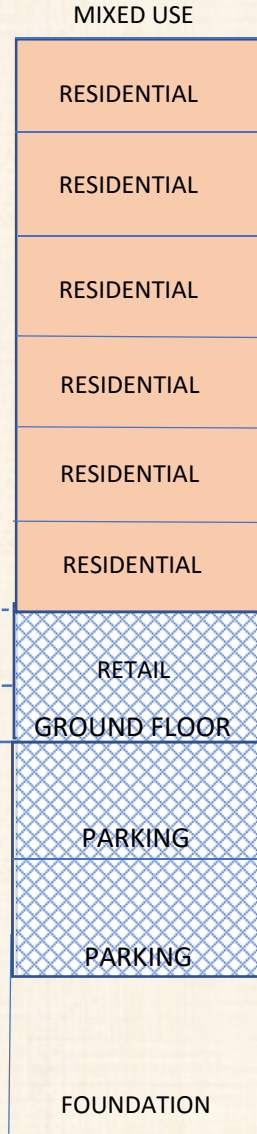 MIXED USE
RESIDENTIAL
RESIDENTIAL
RESIDENTIAL
RESIDENTIAL
RESIDENTIAL
RESIDENTIAL
RETAIL
GROUND FLOOR
PARKING
PARKING
FOUNDATION